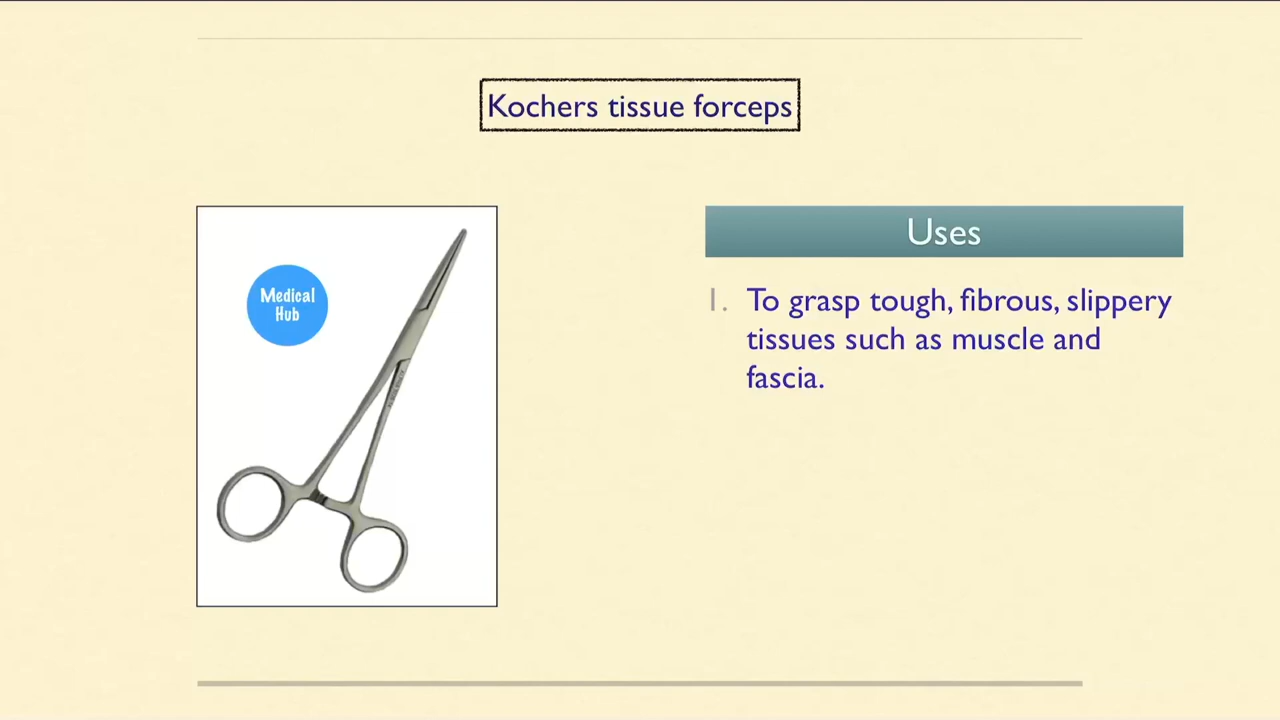 Kochers tissue forceps
Medical
Hub
Uses
1. To grasp tough, fibrous, slippery
tissues such as muscle and
fascia.